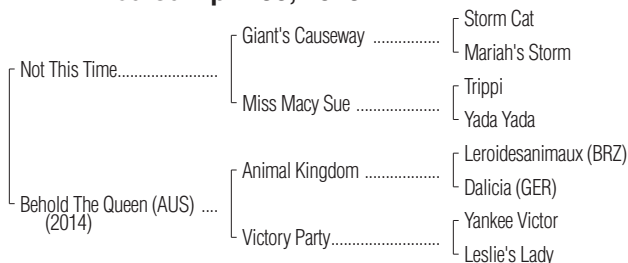 Storm Cat
Giant's Causeway ................
Mariah's Storm
Not This Time........................
Trippi
Miss Macy Sue ....................
Yada Yada
Leroidesanimaux (BRZ)
Animal Kingdom ..................
Dalicia (GER)
Behold The Queen (AUS) ....
(2014)
Yankee Victor
Victory Party..........................
Leslie's Lady